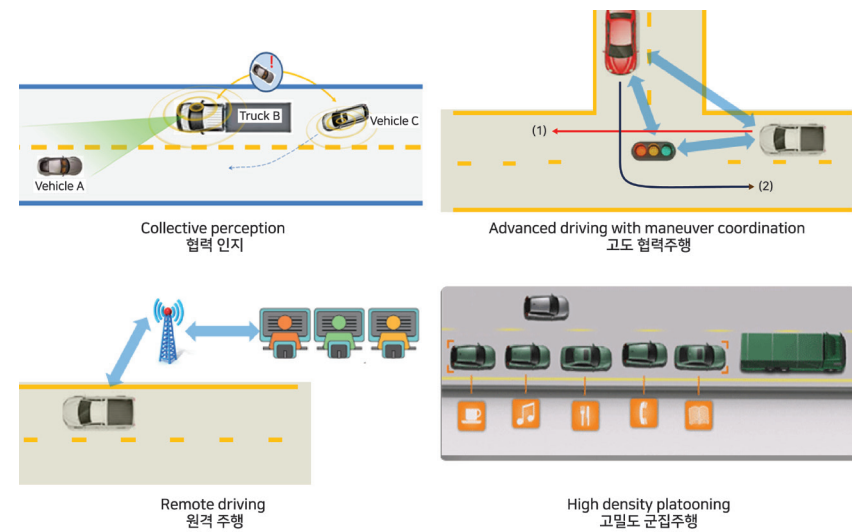 !
Truck B
Vehicle C
Vehicle A
Collective perception
협력 인지
(1)
(2)
Advanced driving with maneuver coordination
고도 협력주행
Remote driving
원격 주행
High density platooning
고밀도 군집주행